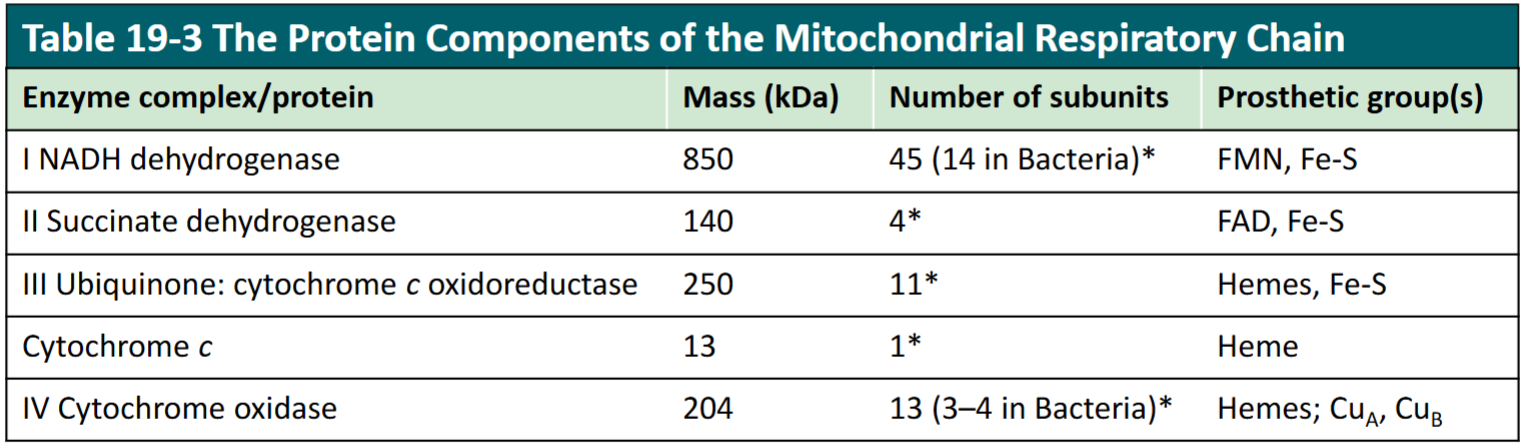 Table 19-3 The Protein Components of the Mitochondrial Respiratory Chain
Enzyme complex/protein Mass (kDa) Number of subunits Prosthetic group(s)
I NADH dehydrogenase 850 45 (14 in Bacteria)* FMN, Fe-S
II Succinate dehydrogenase 140 4* FAD, Fe-S
III Ubiquinone: cytochrome c oxidoreductase 250 11* Hemes, Fe-S
Cytochrome c 13 1* Heme
IV Cytochrome oxidase 204 13 (3–4 in Bacteria)* Hemes; CuA, CuB